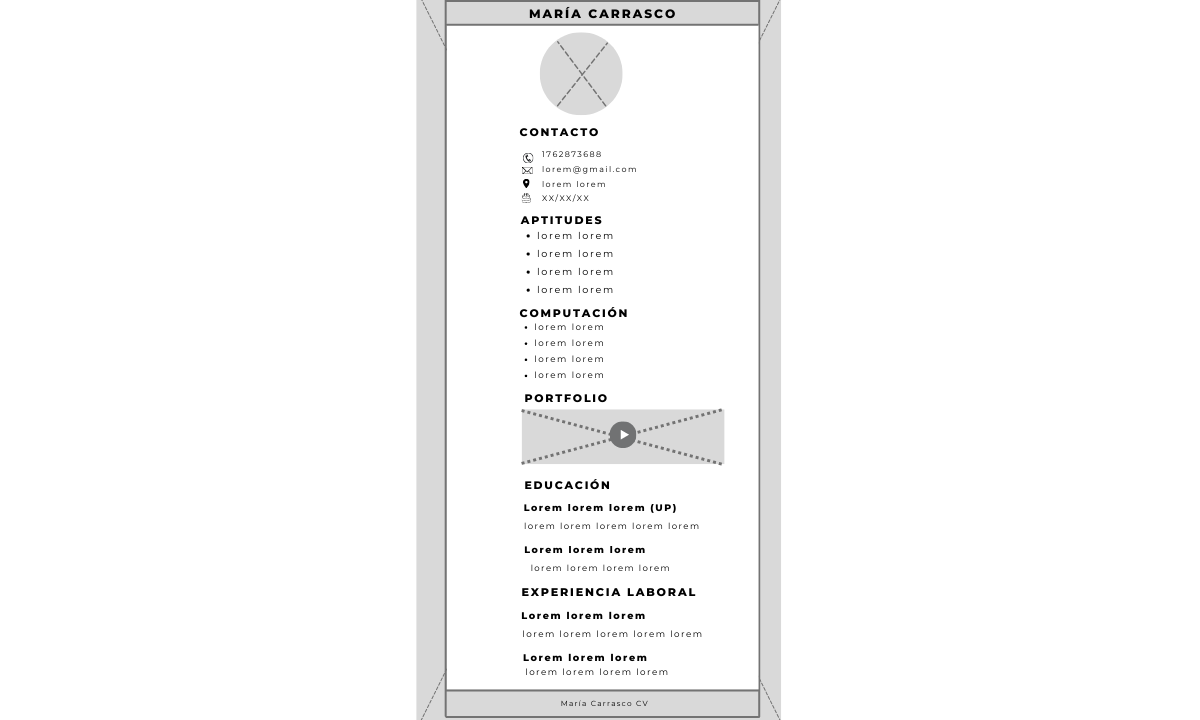 MARÍA CARRASCO
CONTACTO
1762873688
lorem@gmail.com
lorem lorem
XX/XX/XX
APTITUDES
• lorem lorem
• lorem lorem
• lorem lorem
• lorem lorem
COMPUTACIÓN
• lorem lorem
• lorem lorem
• lorem lorem
• lorem lorem
PORTFOLIO
EDUCACIÓN
Lorem lorem lorem (UP)
lorem lorem lorem lorem lorem
Lorem lorem lorem
lorem lorem lorem lorem
EXPERIENCIA LABORAL
Lorem lorem lorem
lorem lorem lorem lorem lorem
Lorem lorem lorem
lorem lorem lorem lorem
María Carrasco CV